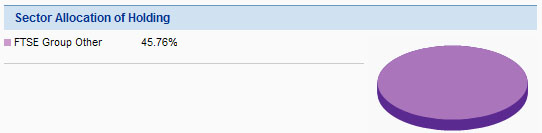 Sector Allocation of Holding
FTSE Group Other 45.76%